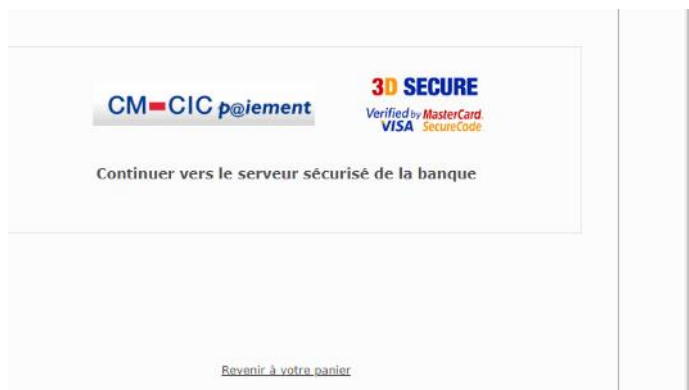 CM-CIC p@iement
3D SECURE
Verified by MasterCard.
VISA SecureCode
Continuer vers le serveur sécurisé de la banque
Revenir à votre panier